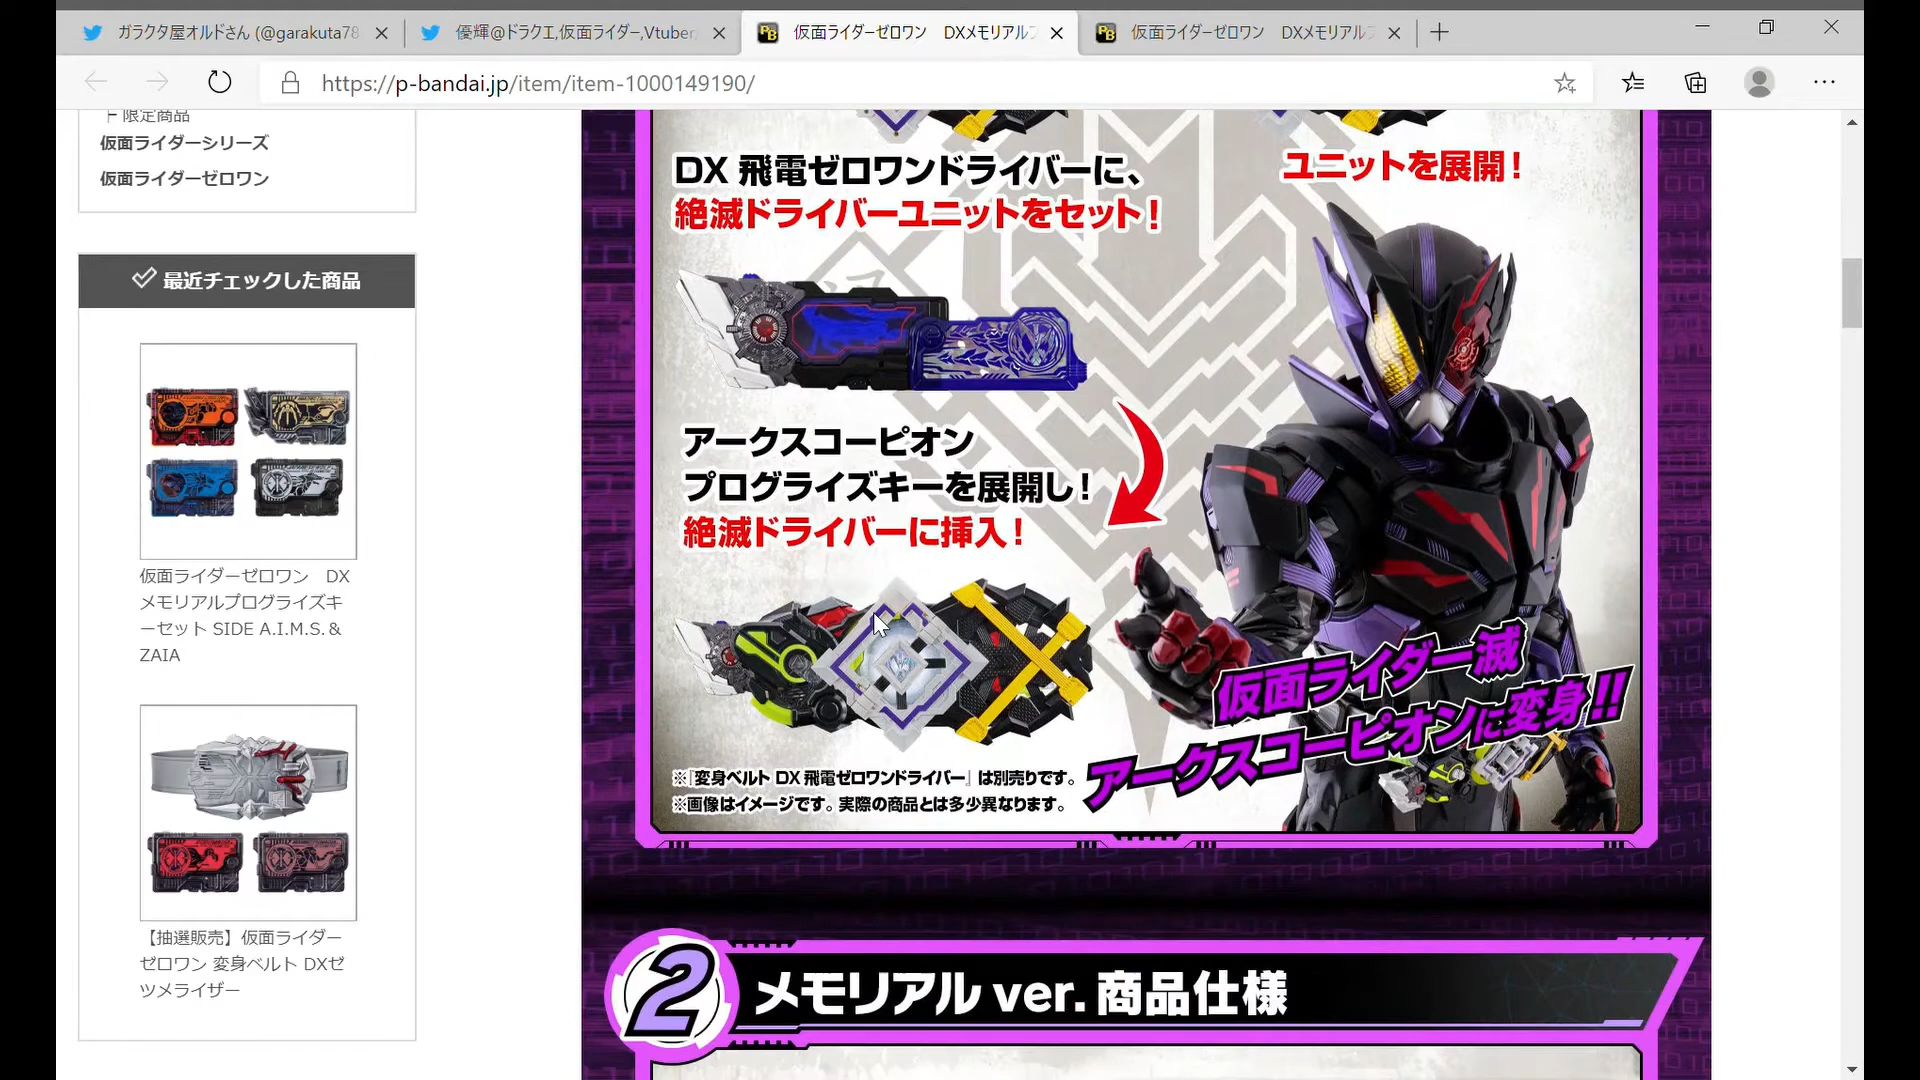 ガラクタ屋オルドさん (@garakuta78
優輝@ドラクエ,仮面ライダー,Vtuber,
仮面ライダーゼロワン　DXメモリアルプ
仮面ライダーゼロワン　DXメモリアルプ
https://p-bandai.jp/item/item-1000149190/
├ 限定商品
仮面ライダーシリーズ
仮面ライダーゼロワン
最近チェックした商品
仮面ライダーゼロワン　DX
メモリアルプログライズキ
ーセット SIDE A.I.M.S.＆
ZAIA
【抽選販売】仮面ライダー
ゼロワン 変身ベルト DXゼ
ツメライザー
DX 飛電ゼロワンドライバーに、
絶滅ドライバーユニットをセット!
ユニットを展開!
アークスコーピオン
プログライズキーを展開し!
絶滅ドライバーに挿入!
仮面ライダー滅
アークスコーピオンに変身!!
※『変身ベルト DX 飛電ゼロワンドライバー』は別売りです。
※画像はイメージです。実際の商品とは多少異なります。
2
メモリアル ver. 商品仕様